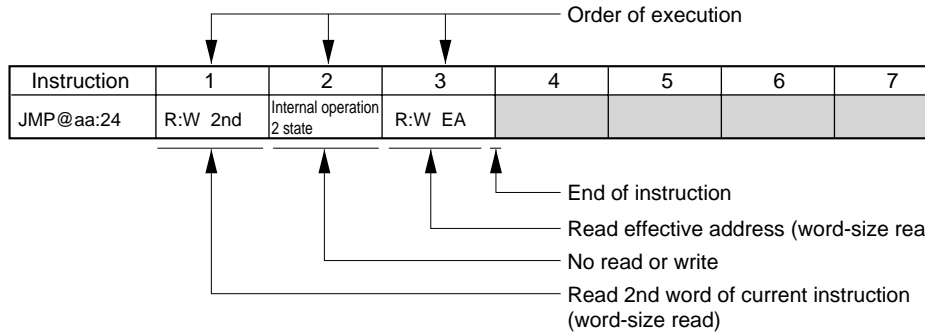 Order of execution
Instruction 1 2 3 4 5 6 7
JMP@aa:24 R:W 2nd Internal operation R:W EA
2 state
End of instruction
Read effective address (word-size rea
No read or write
Read 2nd word of current instruction
(word-size read)